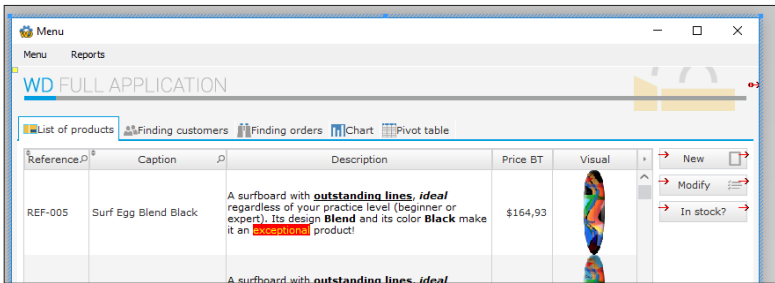 Menu
Menu Reports
WD FULL APPLICATION
List of products Finding customers Finding orders Chart Pivot table
Reference Caption Description Price BT Visual New
Modify
In stock?
REF-005 Surf Egg Blend Black
A surfboard with outstanding lines, ideal
regardless of your practice level (beginner or
expert). Its design Blend and its color Black make
it an exceptional product!
$164,93
A surfboard with outstanding lines, ideal